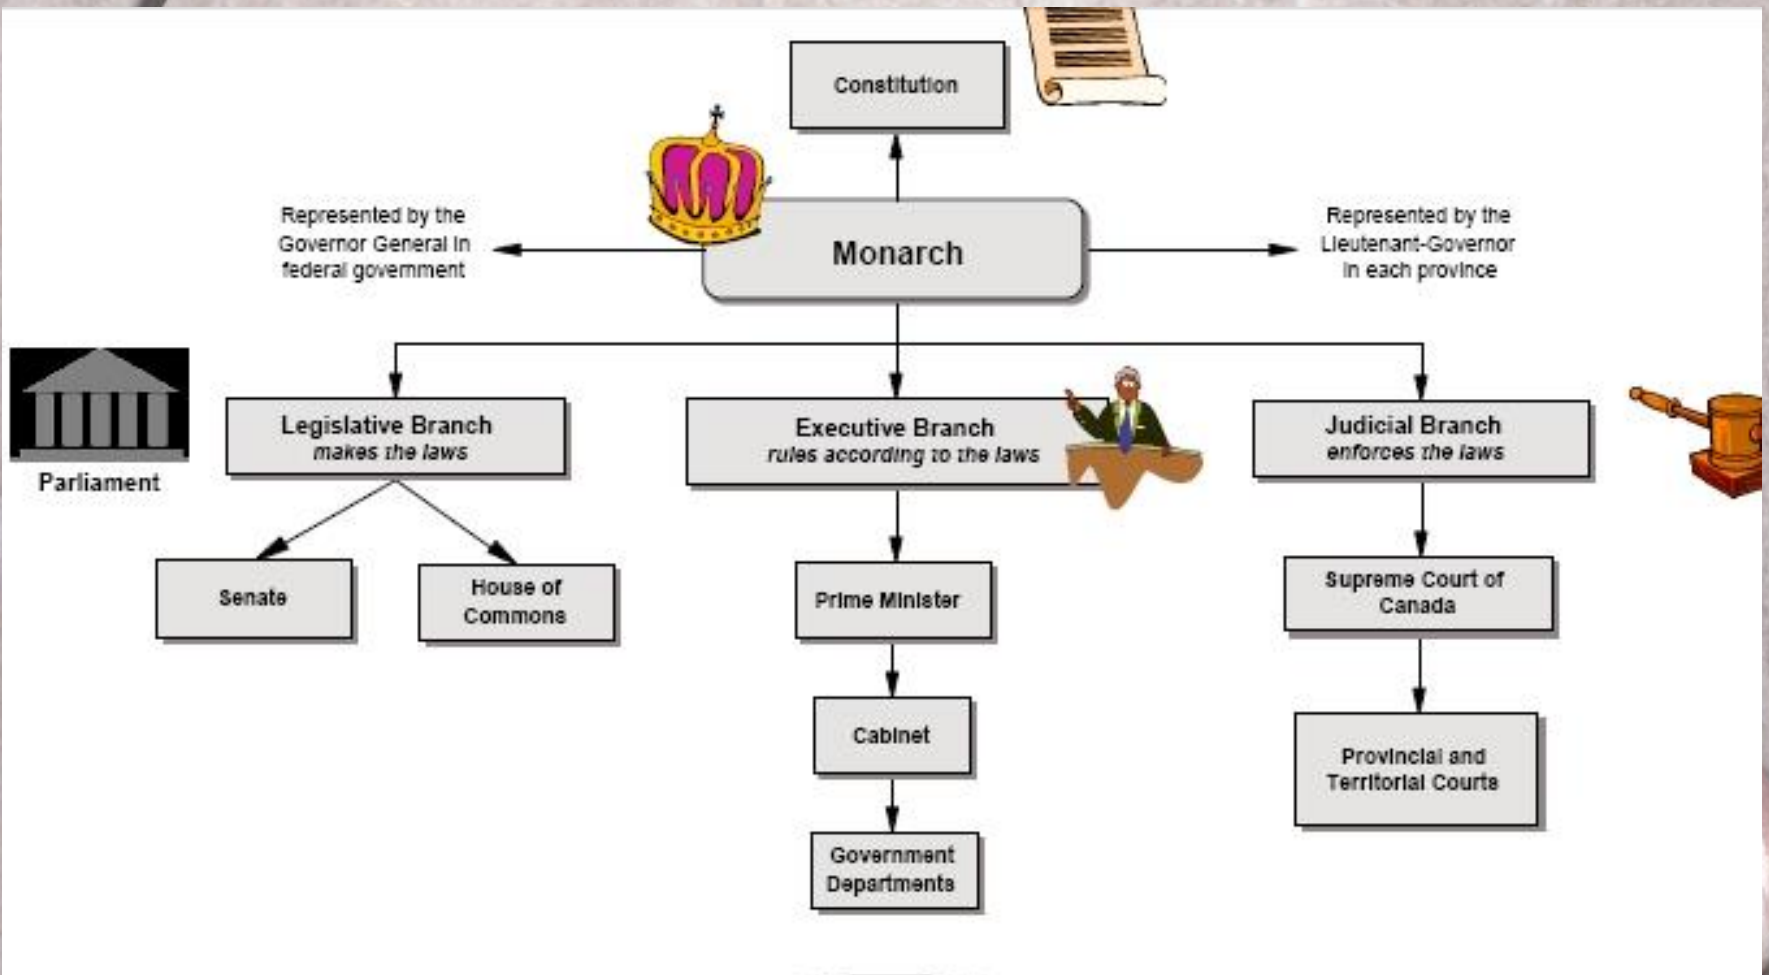 Constitution
Represented by the
Governor General in
federal government
Monarch
Represented by the
Lieutenant-Governor
in each province
Parliament
Legislative Branch
makes the laws
Executive Branch
rules according to the laws
Judicial Branch
enforces the laws
Senate
House of
Commons
Prime Minister
Supreme Court of
Canada
Cabinet
Provincial and
Territorial Courts
Government
Departments